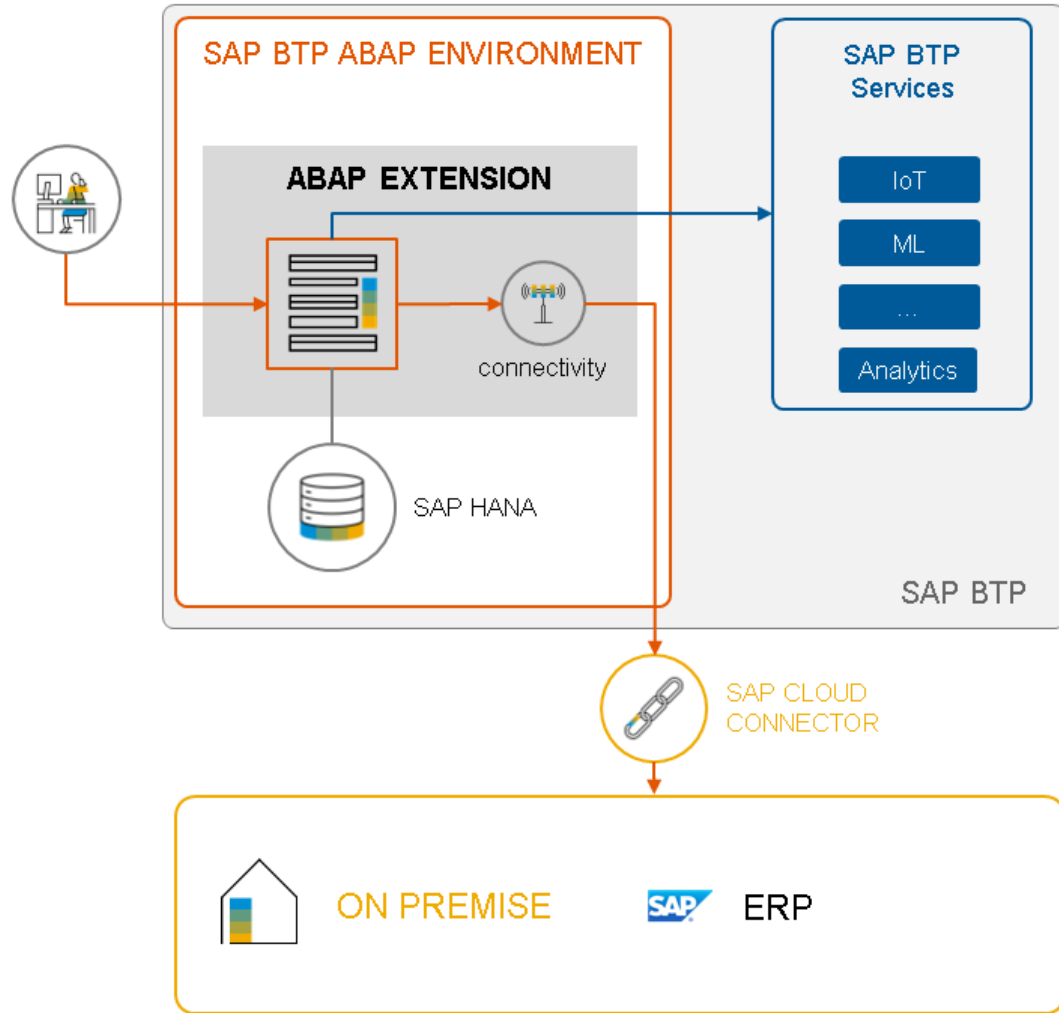 SAP BTP ABAP ENVIRONMENT
SAP BTP
Services
ABAP EXTENSION
IoT
ML
...
Analytics
connectivity
SAP HANA
SAP BTP
SAP CLOUD
CONNECTOR
ON PREMISE
SAP
ERP